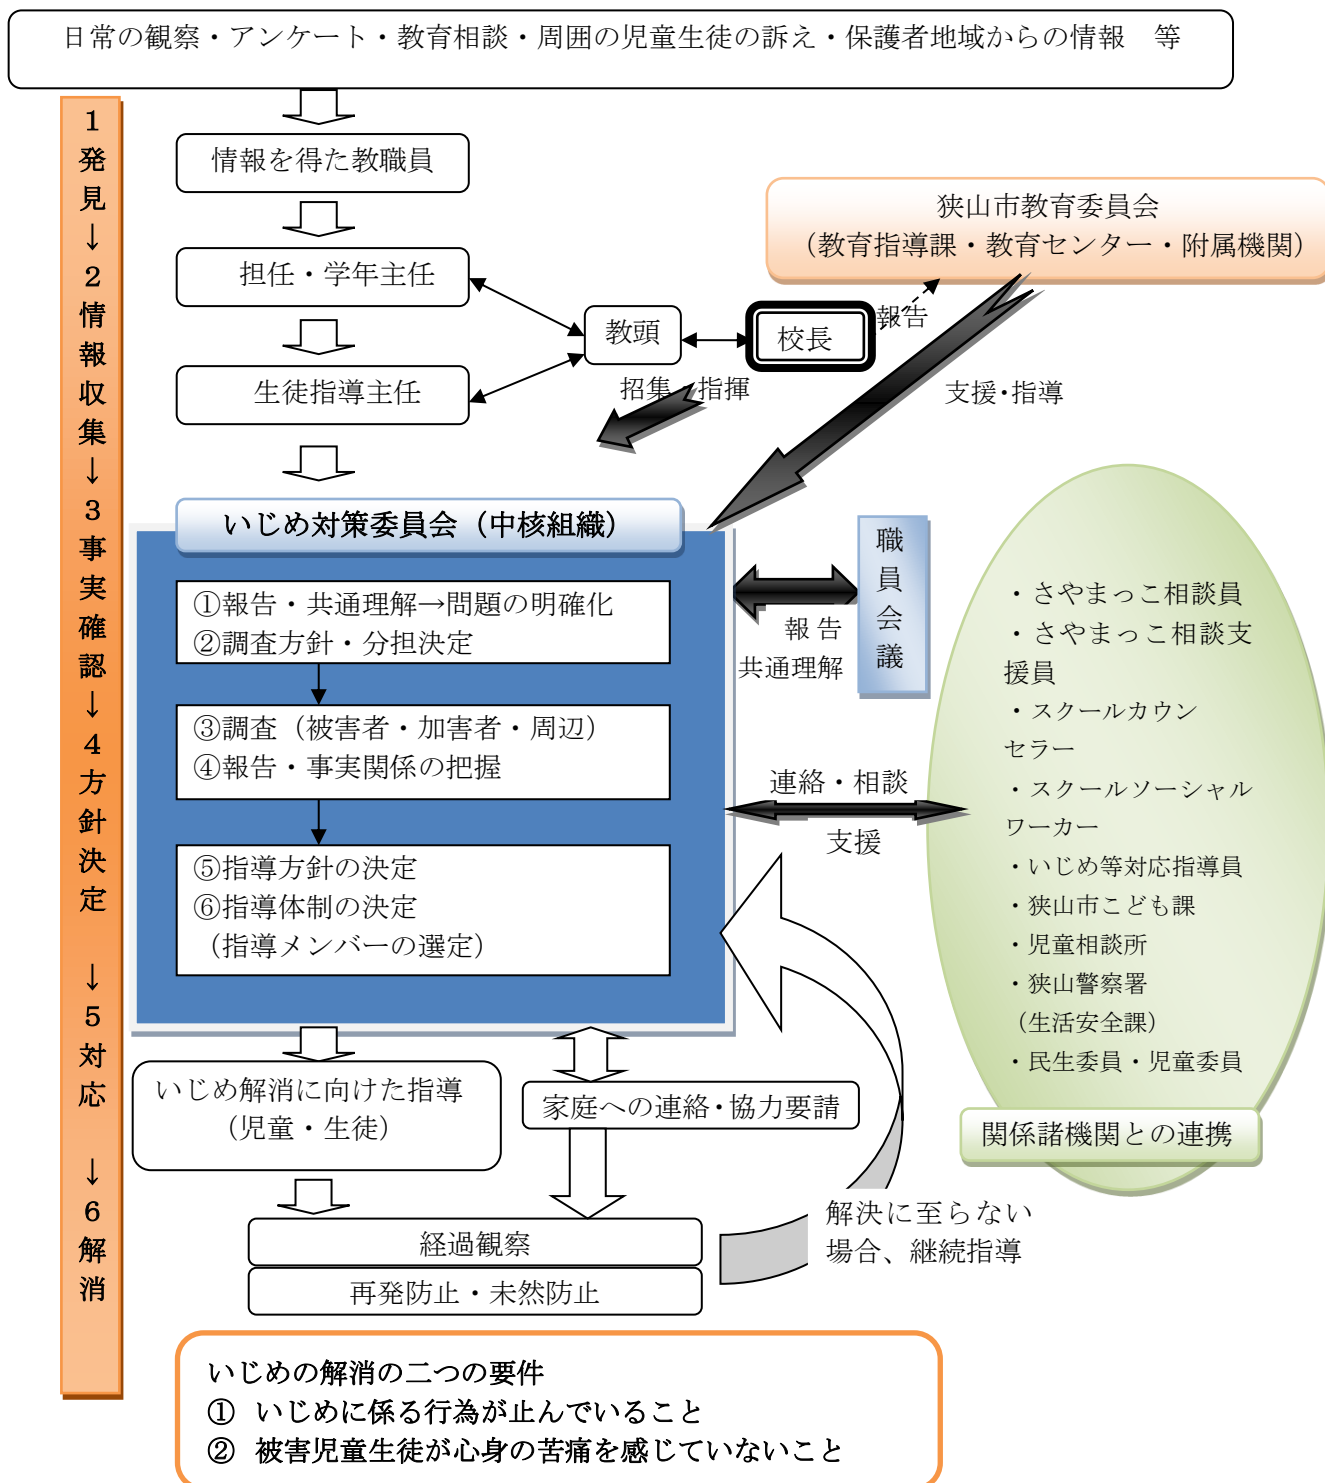 日常の観察・アンケート・教育相談・周囲の児童生徒の訴え・保護者地域からの情報　等
1発見↓2情報収集↓3事実確認↓4方針決定　↓5対応　↓6解消
情報を得た教職員
担任・学年主任
生徒指導主任
教頭
校長
報告
狭山市教育委員会
（教育指導課・教育センター・附属機関）
招集・指揮
支援・指導
いじめ対策委員会（中核組織）
①報告・共通理解→問題の明確化
②調査方針・分担決定
③調査（被害者・加害者・周辺）
④報告・事実関係の把握
⑤指導方針の決定
⑥指導体制の決定
（指導メンバーの選定）
職員会議
報告
共通理解
連絡・相談
支援
・さやまっこ相談員
・さやまっこ相談支
援員
・スクールカウン
セラー
・スクールソーシャル
ワーカー
・いじめ等対応指導員
・狭山市こども課
・児童相談所
・狭山警察署
（生活安全課）
・民生委員・児童委員
関係諸機関との連携
いじめ解消に向けた指導
（児童・生徒）
家庭への連絡・協力要請
経過観察
再発防止・未然防止
解決に至らない
場合、継続指導
いじめの解消の二つの要件
①　いじめに係る行為が止んでいること
②　被害児童生徒が心身の苦痛を感じていないこと